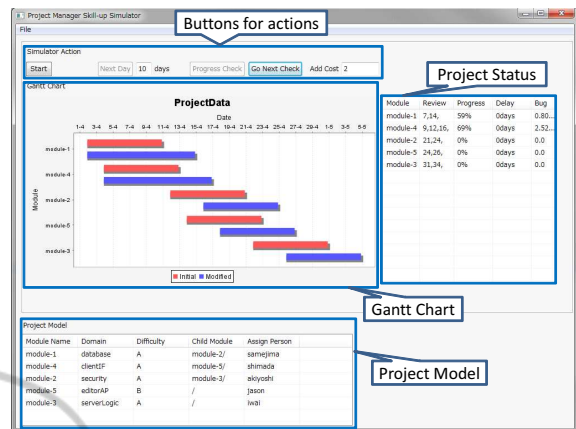 Project Manager Skill-up Simulator
Buttons for actions
File
Simulator Action
Start Next Day 10 days Progress Check Go Next Check Add Cost 2
Project Status
Gantt Chart
ProjectData
Date
1-4 3-4 5-4 7-4 9-4 11-4 13-4 15-4 17-4 19-4 21-4 23-4 25-4 27-4 29-4 1-5 3-5 5-5
Module
module-1
module-4
module-2
module-5
module-3
Initial Modified
Module Review Progress Delay Bug
module-1 7,14, 59% 0days 0.80...
module-4 9,12,16, 69% 0days 2.52...
module-2 21,24, 0% 0days 0.0
module-5 24,26, 0% 0days 0.0
module-3 31,34, 0% 0days 0.0
Gantt Chart
Project Model
Module Name Domain Difficulty Child Module Assign Person
module-1 database A module-2/ samejima
module-4 clientIF A module-5/ shimada
module-2 security A module-3/ akiyoshi
module-5 editorAP B / jason
module-3 serverLogic A / iwai
Project Model